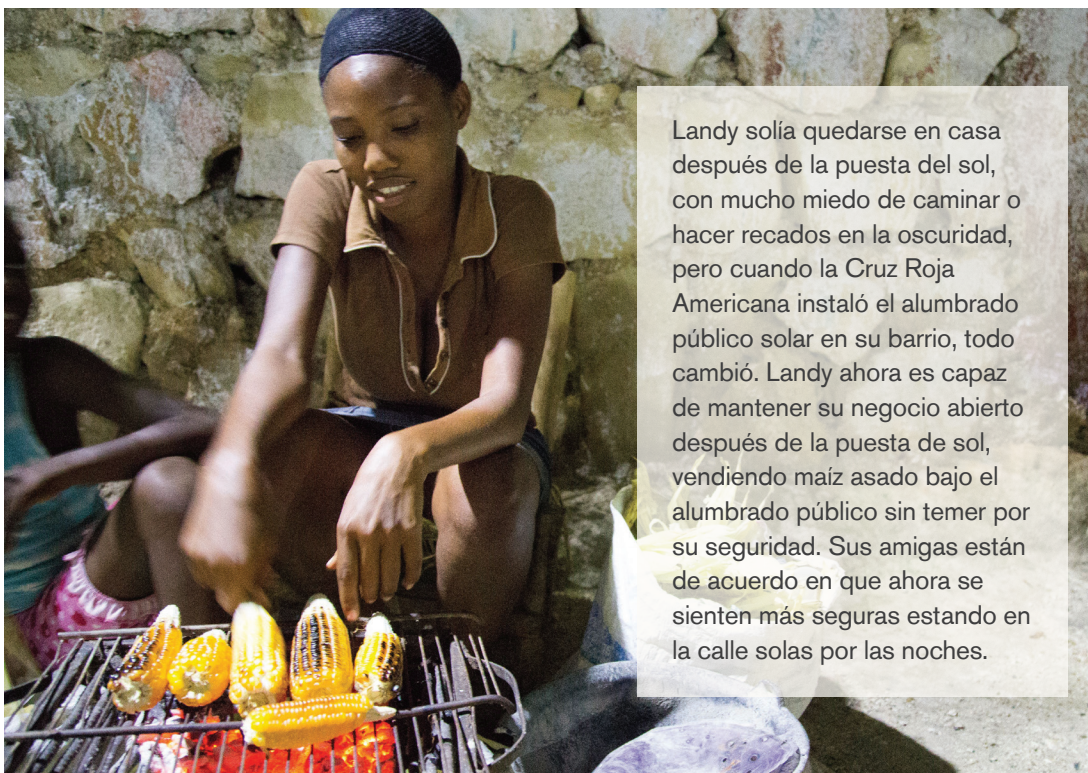 Landy solía quedarse en casa
después de la puesta del sol,
con mucho miedo de caminar o
hacer recados en la oscuridad,
pero cuando la Cruz Roja
Americana instaló el alumbrado
público solar en su barrio, todo
cambió. Landy ahora es capaz
de mantener su negocio abierto
después de la puesta de sol,
vendiendo maíz asado bajo el
alumbrado público sin temer por
su seguridad. Sus amigas están
de acuerdo en que ahora se
sienten más seguras estando en
la calle solas por las noches.